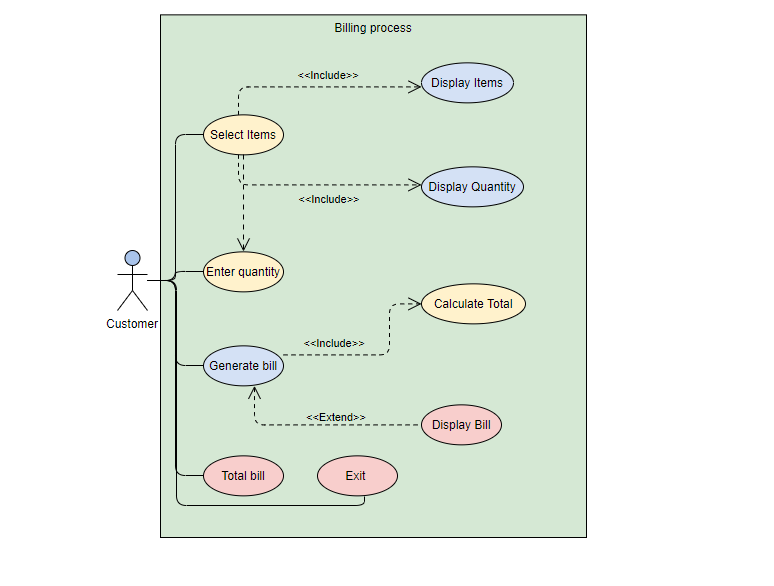 Billing process
<<Include>>
Display Items
Select Items
Display Quantity
<<Include>>
Enter quantity
Calculate Total
Customer
<<Include>>
Generate bill
<<Extend>>
Display Bill
Total bill
Exit